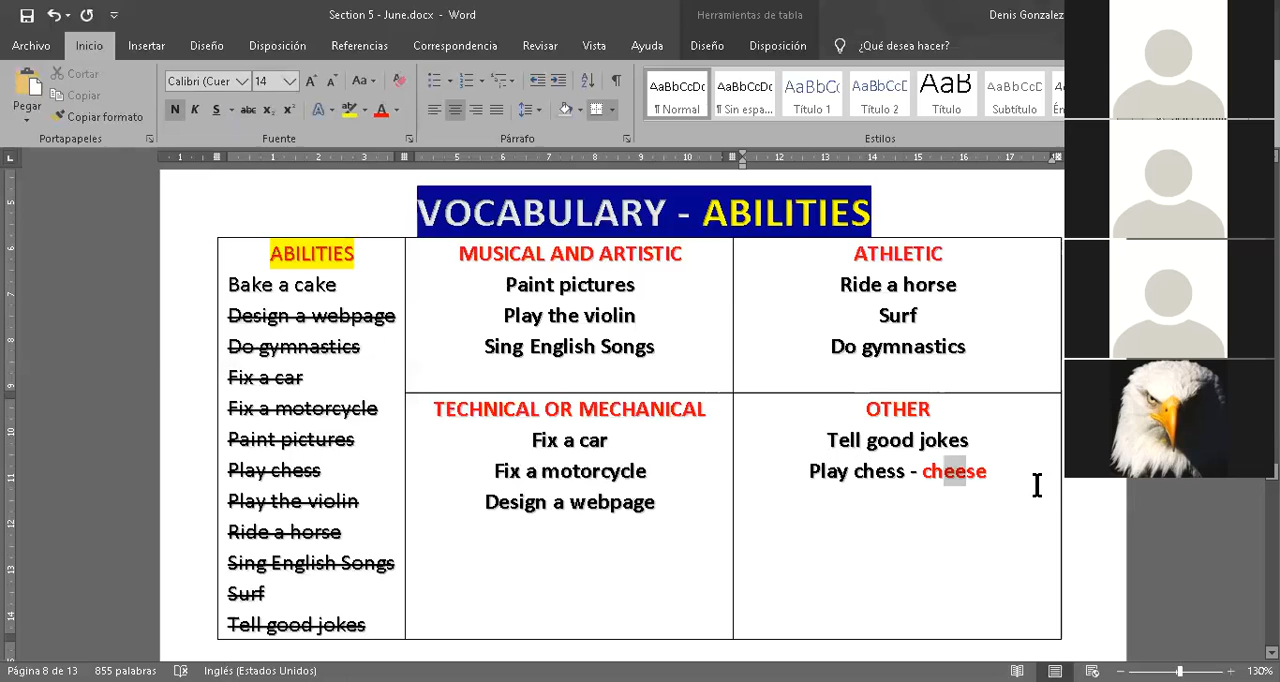 Section 5 - June.docx - Word
Herramientas de tabla
Denis Gonzalez
Archivo
Inicio
Insertar
Diseño
Disposición
Referencias
Correspondencia
Revisar
Vista
Ayuda
Diseño
Disposición
¿Qué desea hacer?
Pegar
Cortar
Copiar
Copiar formato
Portapapeles
Calibri (Cuer
14
Fuente
Párrafo
AaBbCcDc
¶ Normal
AaBbCcDc
¶ Sin espa...
AaBbCc
Título 1
AaBbCcD
Título 2
AaB
Título
AaBbCcD
Subtítulo
Estilos
VOCABULARY - ABILITIES
ABILITIES
Bake a cake
Design a webpage
Do gymnastics
Fix a car
Fix a motorcycle
Paint pictures
Play chess
Play the violin
Ride a horse
Sing English Songs
Surf
Tell good jokes
MUSICAL AND ARTISTIC
Paint pictures
Play the violin
Sing English Songs
ATHLETIC
Ride a horse
Surf
Do gymnastics
TECHNICAL OR MECHANICAL
Fix a car
Fix a motorcycle
Design a webpage
OTHER
Tell good jokes
Play chess - cheese
Página 8 de 13
855 palabras
Inglés (Estados Unidos)
130%